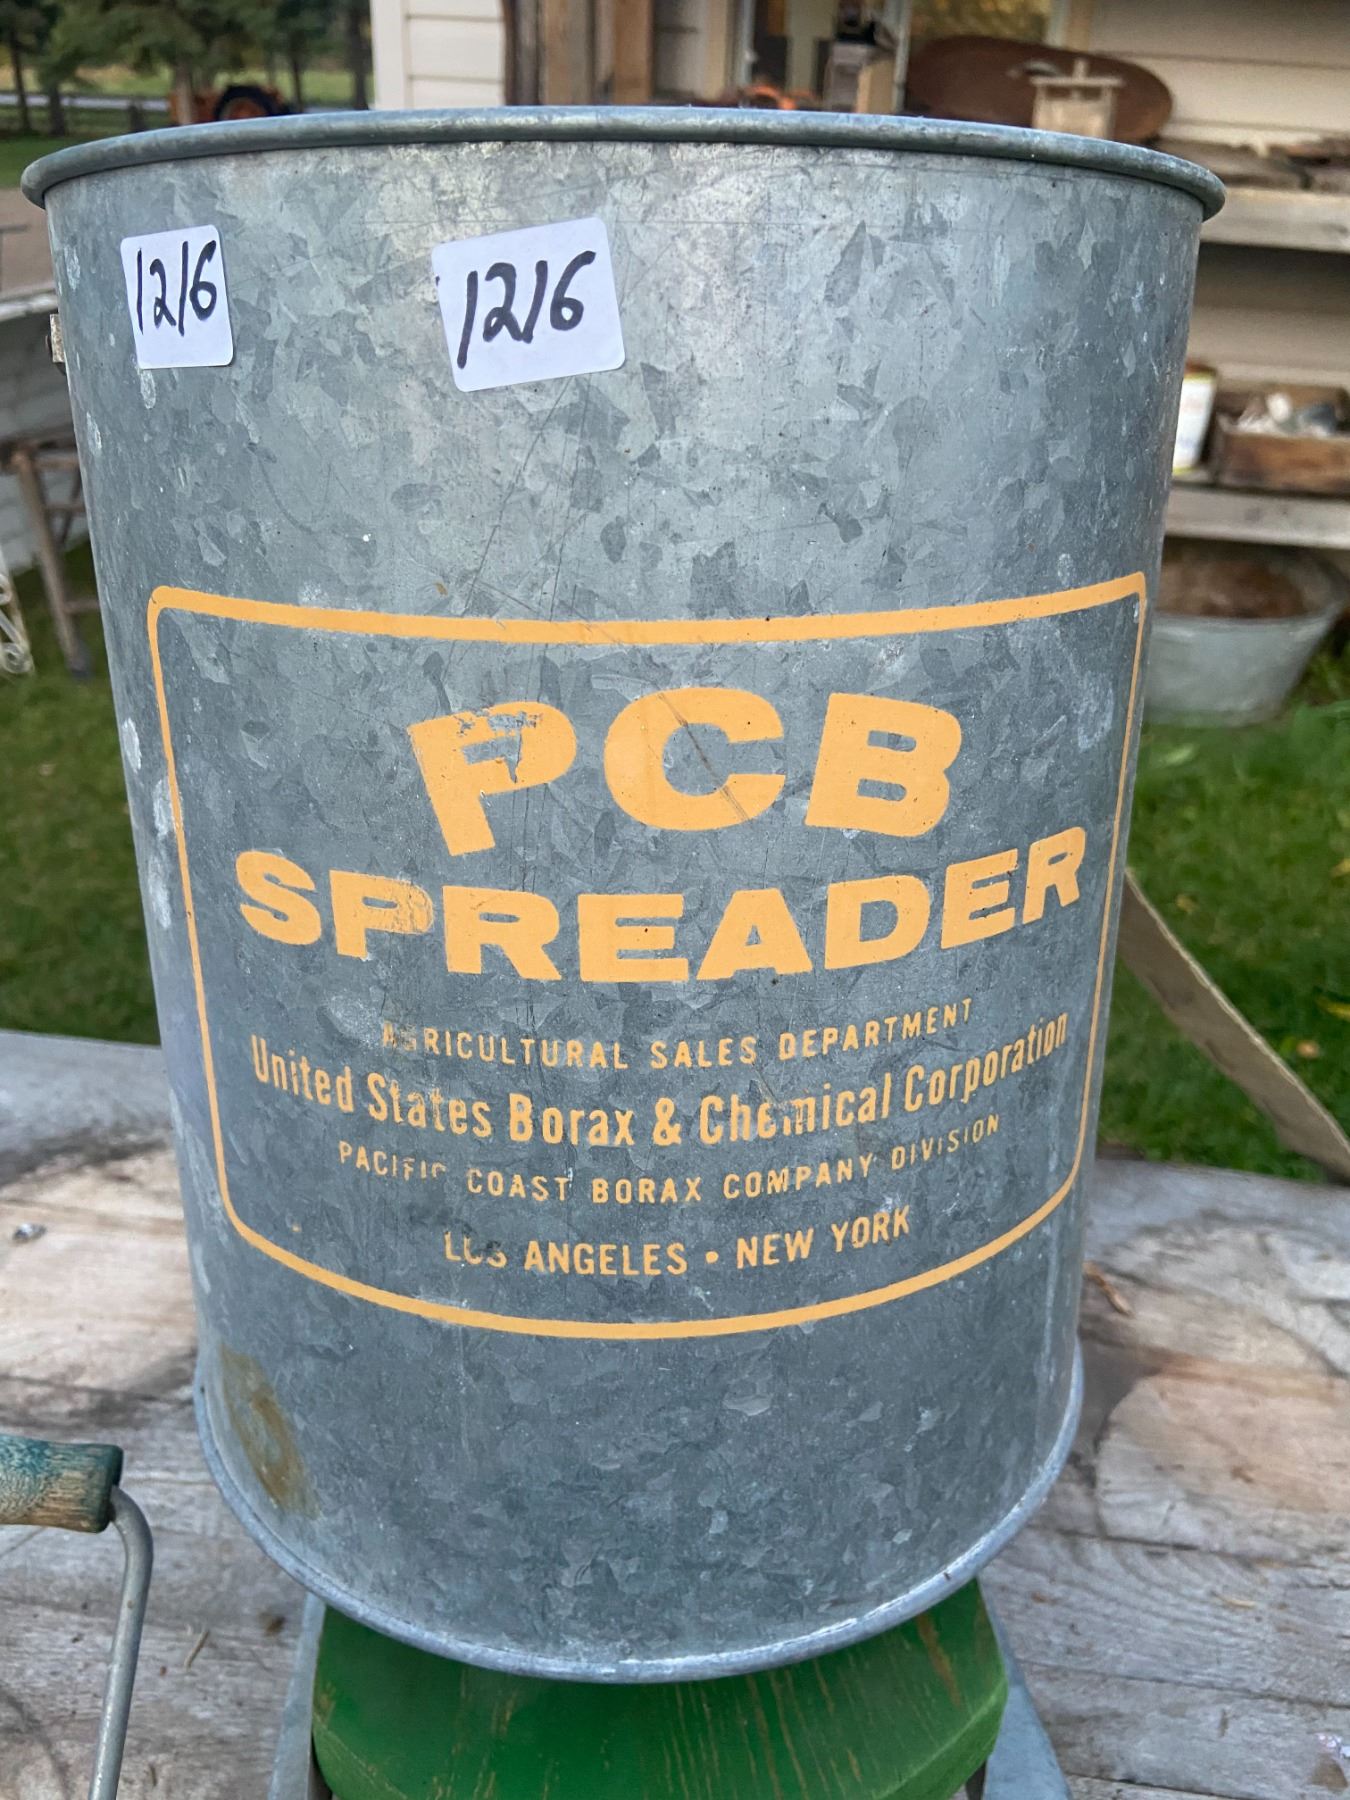 1216 1216
PCB
SPREADER
AGRICULTURAL SALES DEPARTMENT
United States Borax & Chemical Corporation
PACIFIC COAST BORAX COMPANY DIVISION
LOS ANGELES • NEW YORK